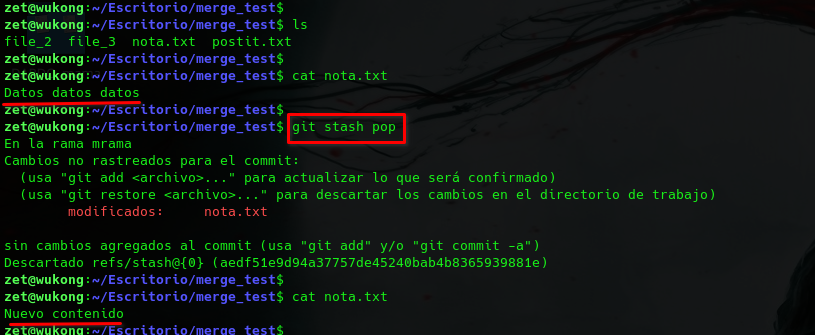 zet@wukong:~/Escritorio/merge_test$
zet@wukong:~/Escritorio/merge_test$ ls
file_2  file_3  nota.txt  postit.txt
zet@wukong:~/Escritorio/merge_test$
zet@wukong:~/Escritorio/merge_test$ cat nota.txt
Datos datos datos
zet@wukong:~/Escritorio/merge_test$
zet@wukong:~/Escritorio/merge_test$ git stash pop
En la rama mrama
Cambios no rastreados para el commit:
  (usa "git add <archivo>..." para actualizar lo que será confirmado)
  (usa "git restore <archivo>..." para descartar los cambios en el directorio de trabajo)
        modificados:     nota.txt

sin cambios agregados al commit (usa "git add" y/o "git commit -a")
Descartado refs/stash@{0} (aedf51e9d94a37757de45240bab4b8365939881e)
zet@wukong:~/Escritorio/merge_test$
zet@wukong:~/Escritorio/merge_test$ cat nota.txt
Nuevo contenido
zet@wukong:~/Escritorio/merge_test$